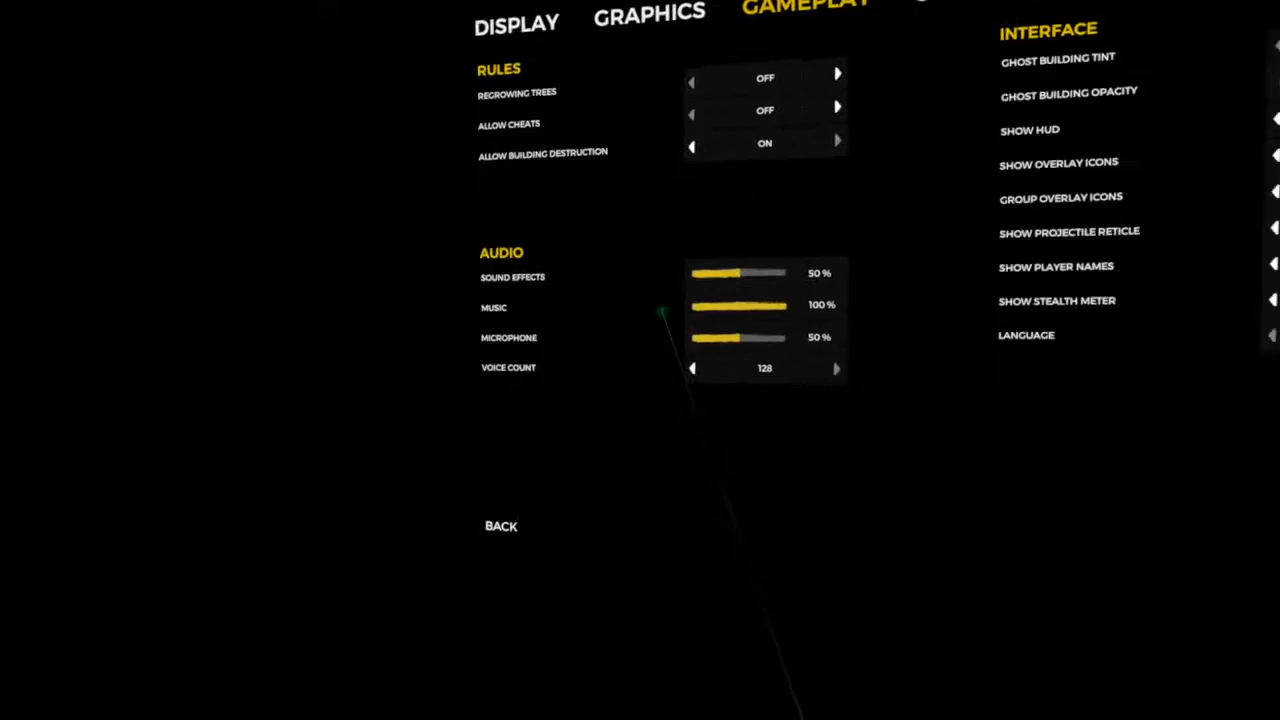 DISPLAY GRAPHICS GAMEPLAY
RULES
REGROWING TREES OFF
ALLOW CHEATS OFF
ALLOW BUILDING DESTRUCTION ON
AUDIO
SOUND EFFECTS 50 %
MUSIC 100 %
MICROPHONE 50 %
VOICE COUNT 128
BACK
INTERFACE
GHOST BUILDING TINT
GHOST BUILDING OPACITY
SHOW HUD
SHOW OVERLAY ICONS
GROUP OVERLAY ICONS
SHOW PROJECTILE RETICLE
SHOW PLAYER NAMES
SHOW STEALTH METER
LANGUAGE